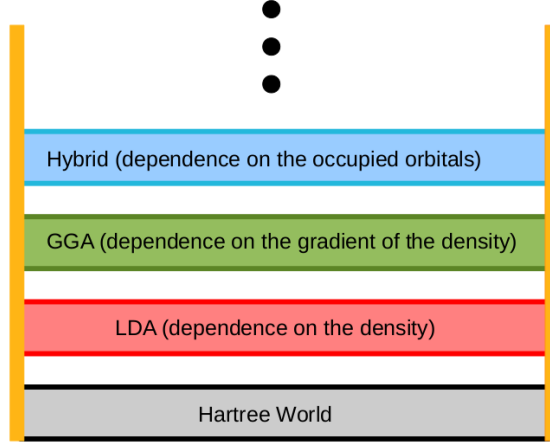 Hybrid (dependence on the occupied orbitals)
GGA (dependence on the gradient of the density)
LDA (dependence on the density)
Hartree World